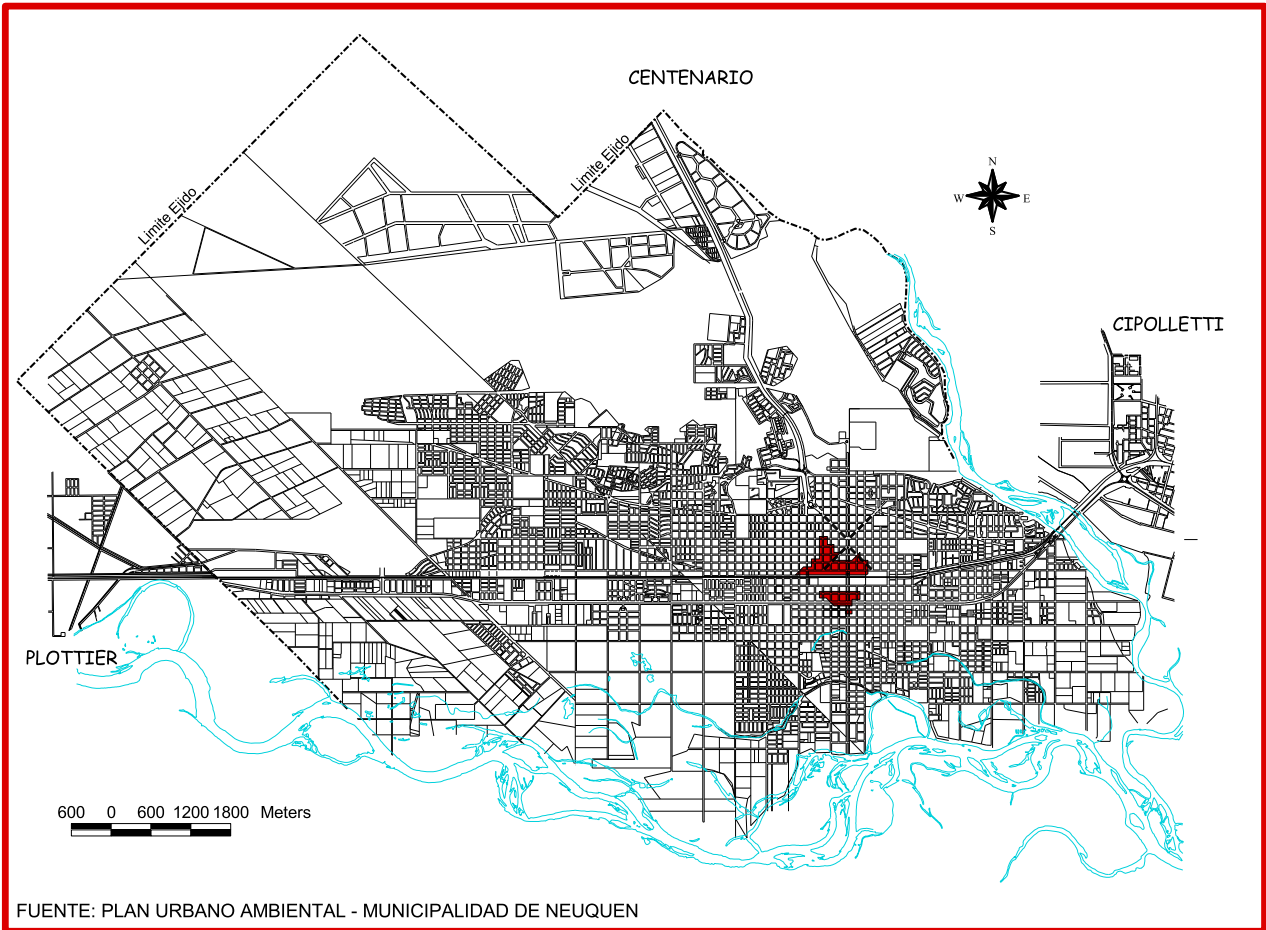 CENTENARIO
Limite Ejido
Limite Ejido
N
W
E
S
CIPOLLETTI
PLOTTIER
600 0 600 1200 1800 Meters
FUENTE: PLAN URBANO AMBIENTAL - MUNICIPALIDAD DE NEUQUEN